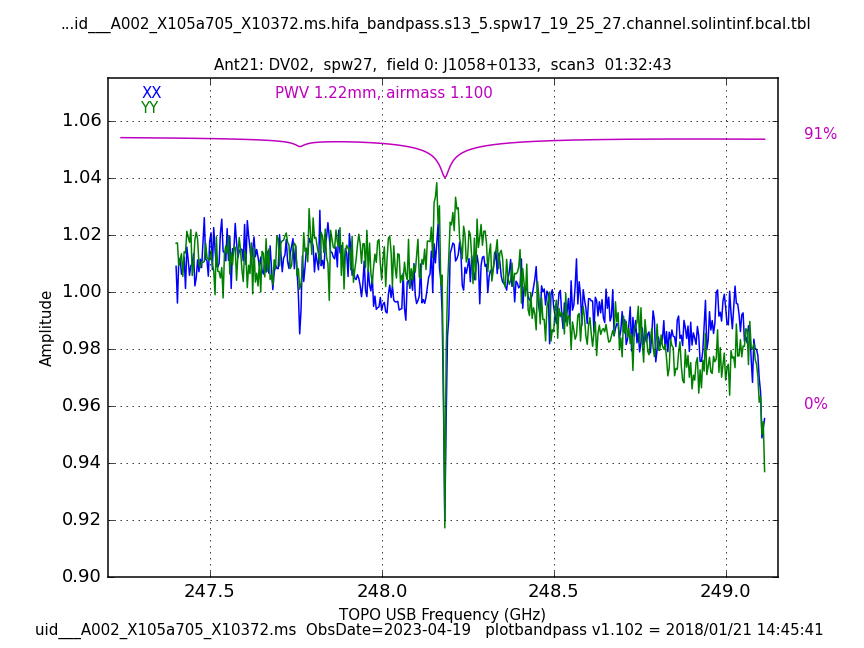 ...id___A002_X105a705_X10372.ms.hifa_bandpass.s13_5.spw17_19_25_27.channel.solintinf.bcal.tbl
Ant21: DV02,  spw27,  field 0: J1058+0133,  scan3  01:32:43
XX
YY
PWV 1.22mm, airmass 1.100
91%
0%
1.06
1.04
1.02
1.00
0.98
0.96
0.94
0.92
0.90
Amplitude
247.5 248.0 248.5 249.0
TOPO USB Frequency (GHz)
uid___A002_X105a705_X10372.ms  ObsDate=2023-04-19   plotbandpass v1.102 = 2018/01/21 14:45:41